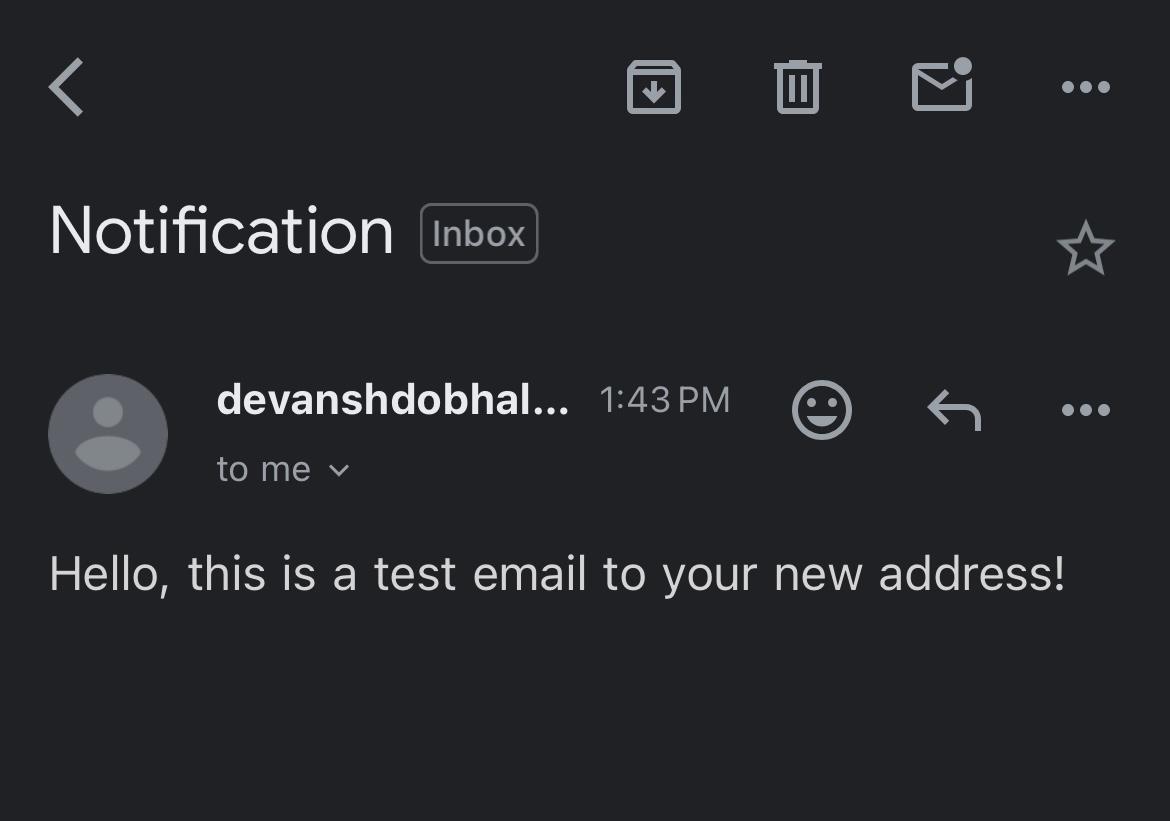 Notification Inbox
devanshdobhal... 1:43 PM
to me
Hello, this is a test email to your new address!